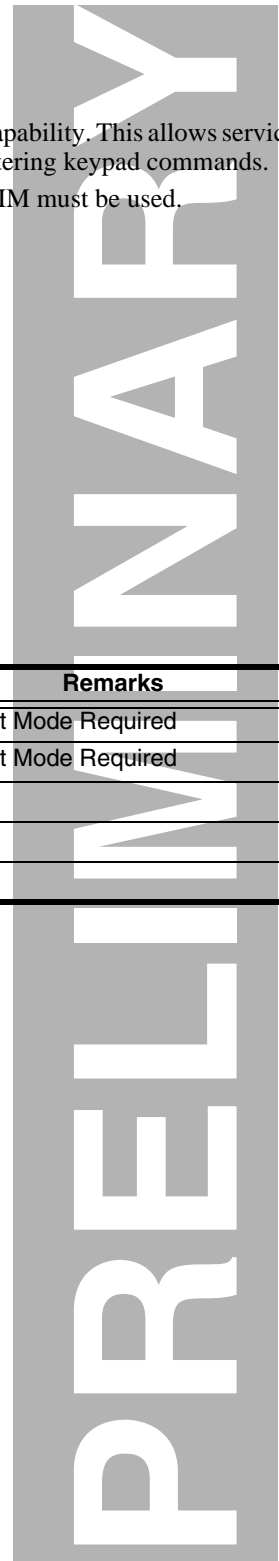 apability. This allows servic
tering keypad commands.
IM must be used.
Remarks
t Mode Required
t Mode Required
PRELIMINARY